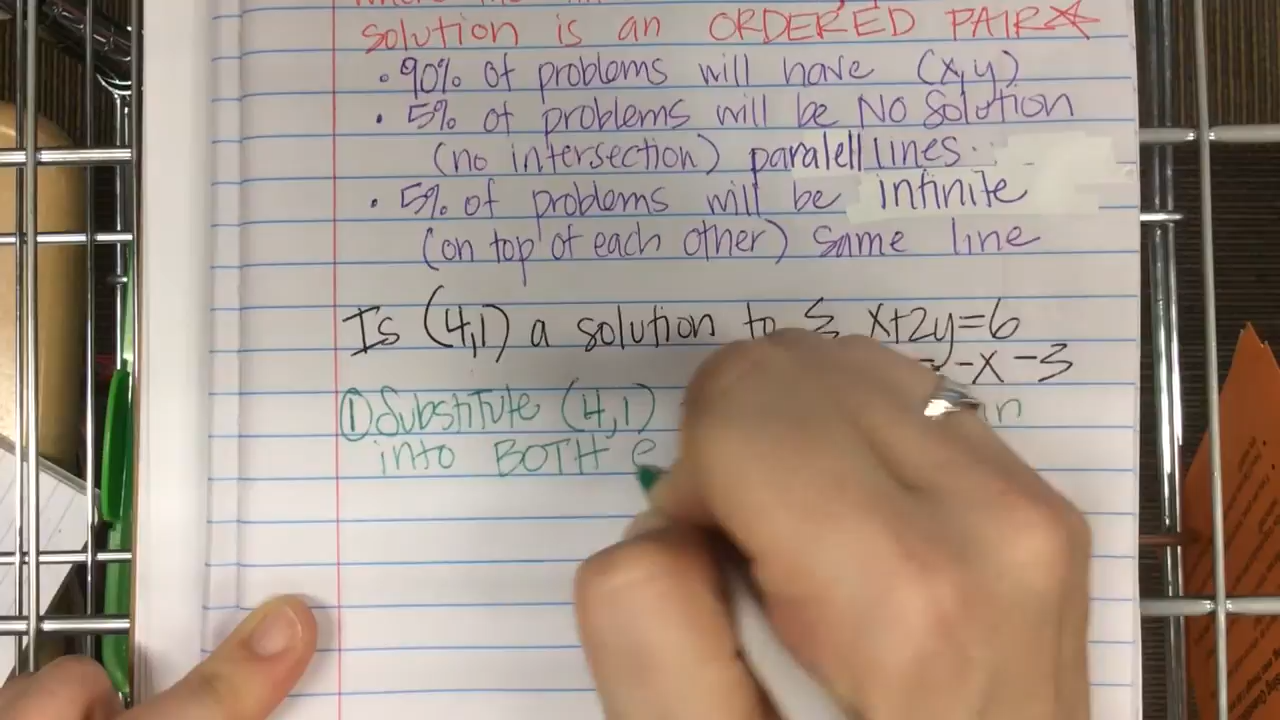 solution is an ORDERED PAIR☆
• 90% of problems will have (x,y)
• 5% of problems will be NO Solution
(no intersection) paralell lines.
• 5% of problems will be infinite
(on top of each other) same line
Is (4,1) a solution to { x+2y=6
-x -3
① Substitute (4,1)
into BOTH e